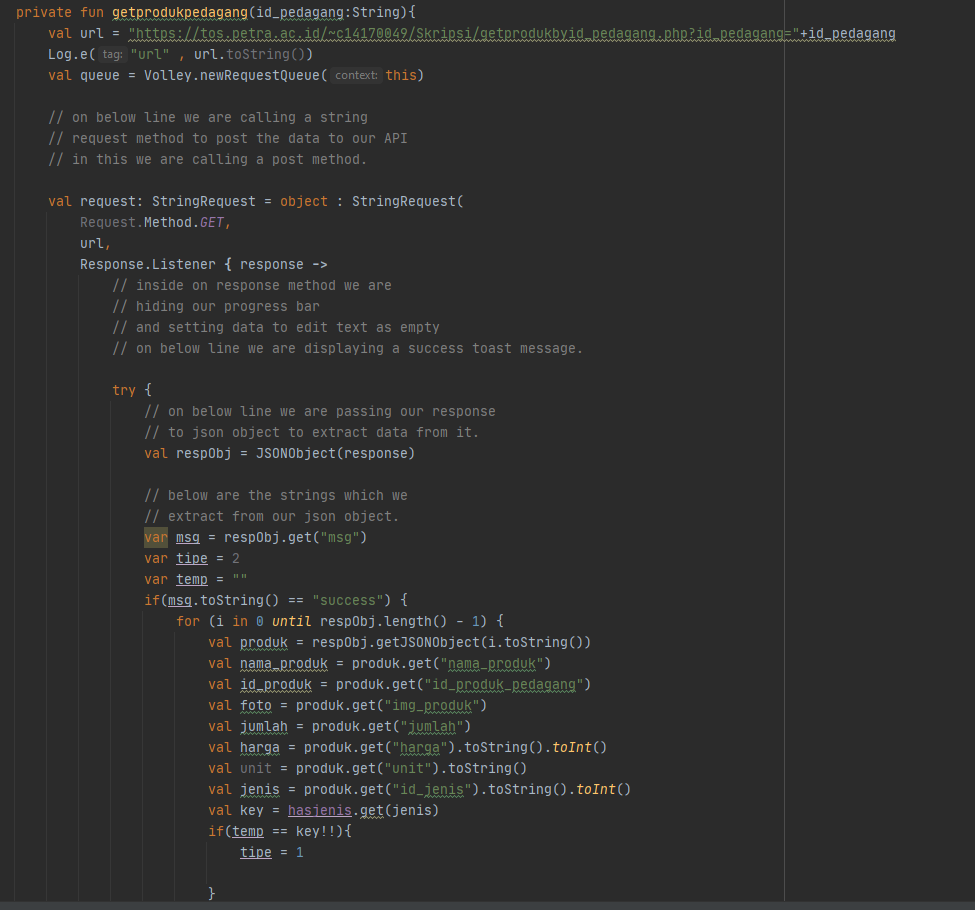 private fun getprodukpedagang(id_pedagang:String){
val url = "https://tos.petra.ac.id/~c14170049/Skripsi/getprodukbyid_pedagang.php?id_pedagang="+id_pedagang
Log.e( tag: "url" , url.toString())
val queue = Volley.newRequestQueue( context: this)
// on below line we are calling a string
// request method to post the data to our API
// in this we are calling a post method.
val request: StringRequest = object : StringRequest(
Request.Method.GET,
url,
Response.Listener { response ->
// inside on response method we are
// hiding our progress bar
// and setting data to edit text as empty
// on below line we are displaying a success toast message.
try {
// on below line we are passing our response
// to json object to extract data from it.
val respObj = JSONObject(response)
// below are the strings which we
// extract from our json object.
var msg = respObj.get("msg")
var tipe = 2
var temp = ""
if(msg.toString() == "success") {
for (i in 0 until respObj.length() - 1) {
val produk = respObj.getJSONObject(i.toString())
val nama_produk = produk.get("nama_produk")
val id_produk = produk.get("id_produk_pedagang")
val foto = produk.get("img_produk")
val jumlah = produk.get("jumlah")
val harga = produk.get("harga").toString().toInt()
val unit = produk.get("unit").toString()
val jenis = produk.get("id_jenis").toString().toInt()
val key = hasjenis.get(jenis)
if(temp == key!!){
tipe = 1
}